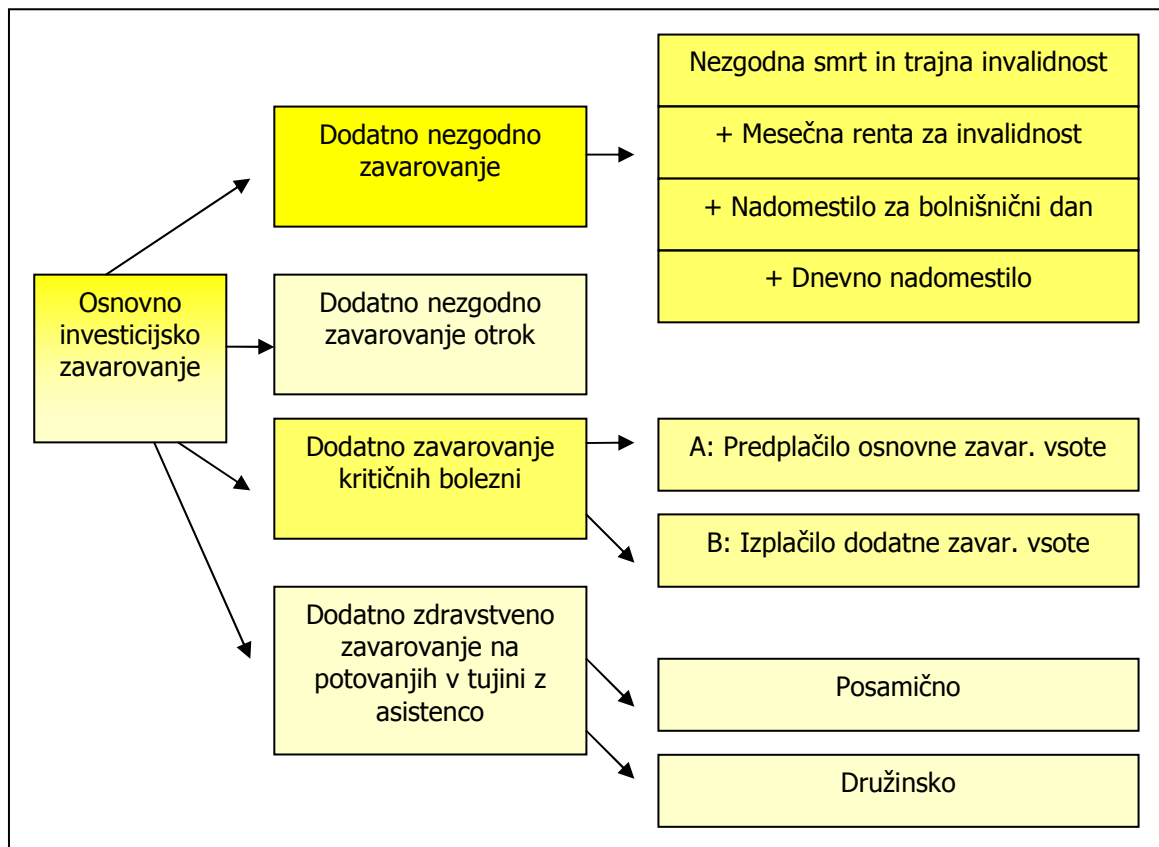 Osnovno
investicijsko
zavarovanje
Dodatno nezgodno
zavarovanje
Nezgodna smrt in trajna invalidnost
+ Mesečna renta za invalidnost
+ Nadomestilo za bolnišnični dan
+ Dnevno nadomestilo
Dodatno nezgodno
zavarovanje otrok
Dodatno zavarovanje
kritičnih bolezni
A: Predplačilo osnovne zavar. vsote
B: Izplačilo dodatne zavar. vsote
Dodatno zdravstveno
zavarovanje na
potovanjih v tujini z
asistenco
Posamično
Družinsko